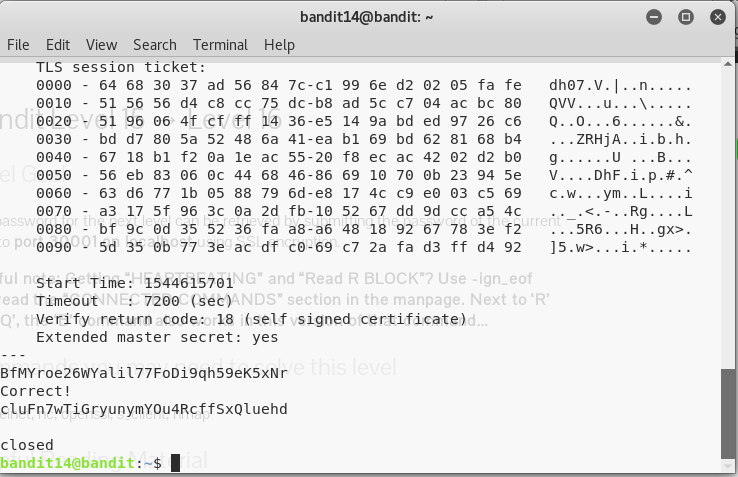 bandit14@bandit: ~
File Edit View Search Terminal Help
TLS session ticket:
0000 - 64 68 30 37 ad 56 84 7c-c1 99 6e d2 02 05 fa fe   dh07.V.|..n.....
0010 - 51 56 56 d4 c8 cc 75 dc-b8 ad 5c c7 04 ac bc 80   QVV...u...\.....
0020 - 51 96 06 4f cf ff 14 36-e5 14 9a bd ed 97 26 c6   Q..O...6......&.
0030 - bd d7 80 5a 52 48 6a 41-ea b1 69 bd 62 81 68 b4   ...ZRHjA..i.b.h.
0040 - 67 18 b1 f2 0a 1e ac 55-20 f8 ec ac 42 02 d2 b0   g......U ...B...
0050 - 56 eb 83 06 0c 44 68 46-86 69 10 70 0b 23 94 5e   V....DhF.i.p.#.^
0060 - 63 d6 77 1b 05 88 79 6d-e8 17 4c c9 e0 03 c5 69   c.w...ym..L....i
0070 - a3 17 5f 96 3c 0a 2d fb-10 52 67 dd 9d cc a5 4c   .._.<.-..Rg....L
0080 - bf 9c 0d 35 52 36 fa a8-a6 48 18 92 67 78 3e f2   ...5R6...H..gx>.
0090 - 5d 35 0b 77 3e ac df c0-69 c7 2a fa d3 ff d4 92   ]5.w>...i.*.....
Start Time: 1544615701
Timeout   : 7200 (sec)
Verify return code: 18 (self signed certificate)
Extended master secret: yes
---
BfMYroe26WYalil77FoDi9qh59eK5xNr
Correct!
cluFn7wTiGryunymYOu4RcffSxQluehd
closed
bandit14@bandit:~$